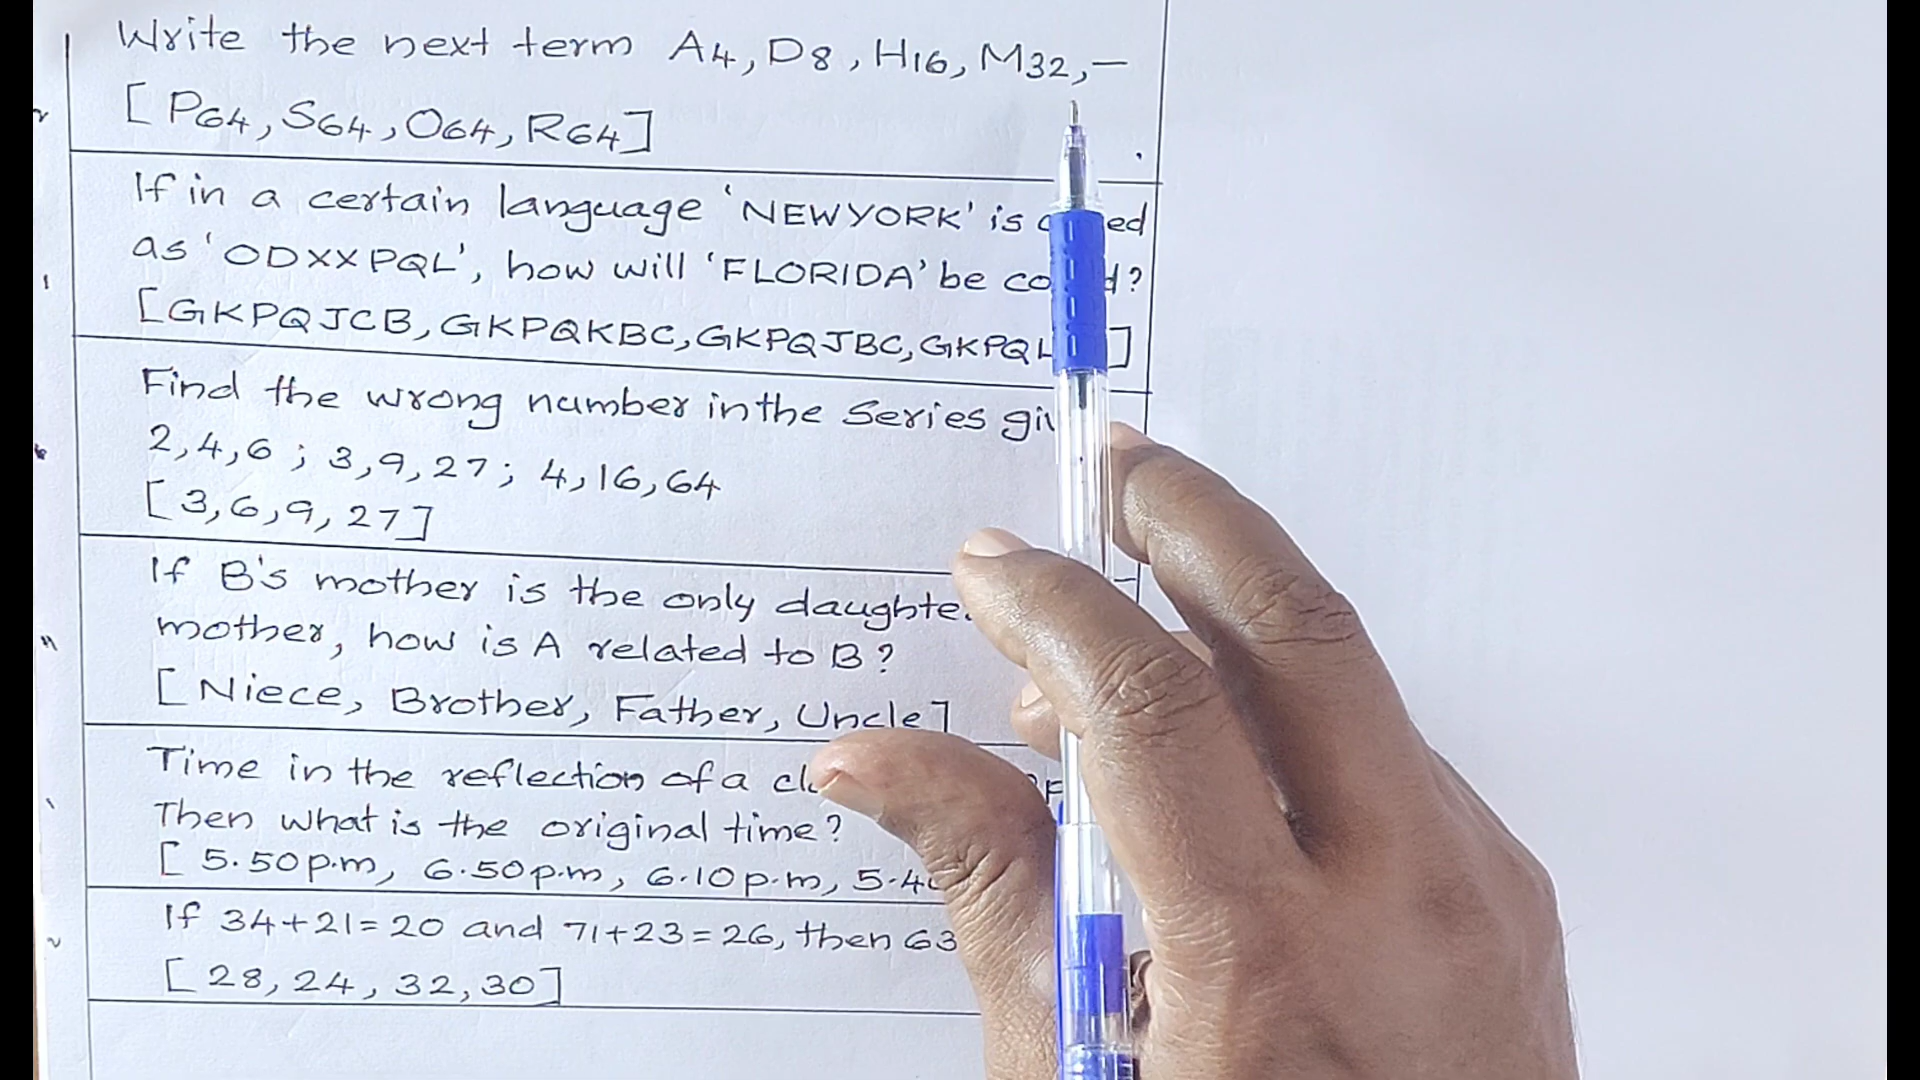 Write the next term A4, D8, H16, M32, —
[P64, S64, O64, R64]
If in a certain language 'NEWYORK' is
as 'ODXXPQL', how will 'FLORIDA' be
[GKPQJCB, GKPQKBC, GKPQJBC, ]
Find the wrong number in the Series
2,4,6 ; 3,9,27; 4,16,64
[3,6,9,27]
If B's mother is the only
mother, how is A related to B?
[Niece, Brother, Father, Uncle]
Time in the reflection of a
Then what is the original time?
[5.50p.m, 6.50p.m, 6.10p.m,
If 34+21=20 and 71+23=26, then 63
[28, 24, 32, 30]